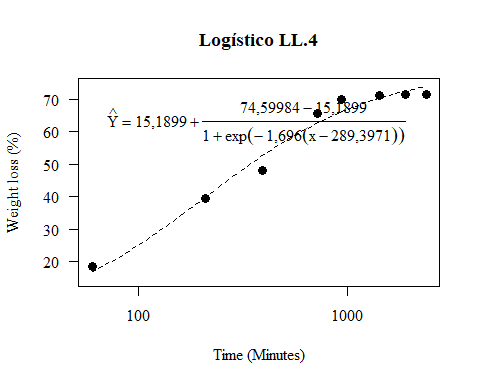 Logístico LL.4
Ŷ = 15,1899 + (74,59984 − 15,1899) / (1 + exp(−1,696(x − 289,3971)))
70
60
50
40
30
20
Weight loss (%)
100 1000
Time (Minutes)